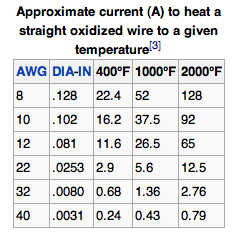 Approximate current (A) to heat a
straight oxidized wire to a given
temperature[3]
AWG DIA-IN 400°F 1000°F 2000°F
8 .128 22.4 52 128
10 .102 16.2 37.5 92
12 .081 11.6 26.5 65
22 .0253 2.9 5.6 12.5
32 .0080 0.68 1.36 2.76
40 .0031 0.24 0.43 0.79